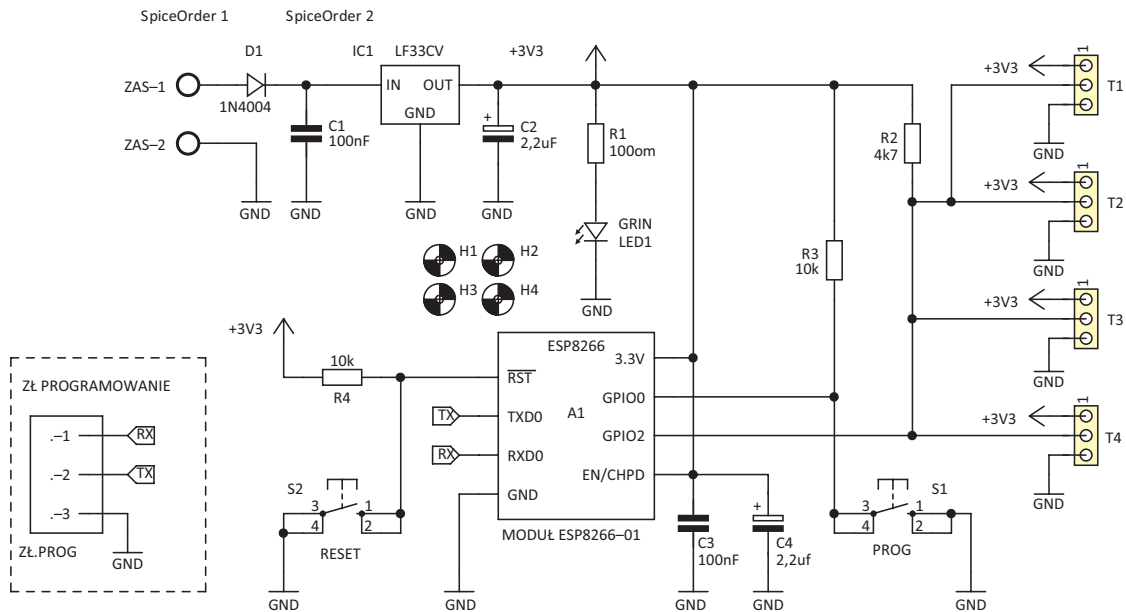 SpiceOrder 1
SpiceOrder 2
D1
IC1
LF33CV
+3V3
ZAS–1
1N4004
IN
OUT
GND
ZAS–2
C1
100nF
+
C2
2,2uF
R1
100om
R2
4k7
GND
GND
GND
GND
GRIN
LED1
GND
H1
H2
H3
H4
R3
10k
+3V3
1
T1
GND
+3V3
1
T2
GND
+3V3
1
T3
GND
+3V3
1
T4
GND
+3V3
10k
R4
ESP8266
A1
RST
TXD0
RXD0
GND
3.3V
GPIO0
GPIO2
EN/CHPD
MODUŁ ESP8266–01
TX
RX
ZŁ PROGRAMOWANIE
.–1
RX
.–2
TX
.–3
ZŁ.PROG
GND
S2
3
1
4
2
RESET
GND
GND
C3
100nF
GND
+
C4
2,2uf
GND
S1
3
1
4
2
PROG
GND